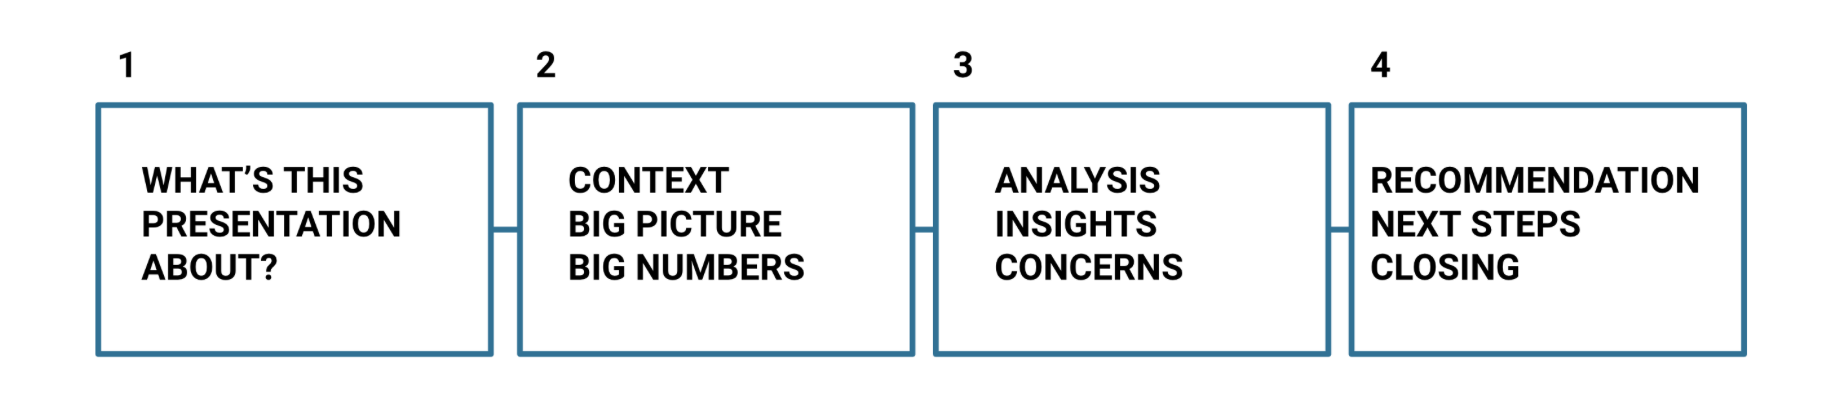 1
WHAT’S THIS
PRESENTATION
ABOUT?
2
CONTEXT
BIG PICTURE
BIG NUMBERS
3
ANALYSIS
INSIGHTS
CONCERNS
4
RECOMMENDATION
NEXT STEPS
CLOSING